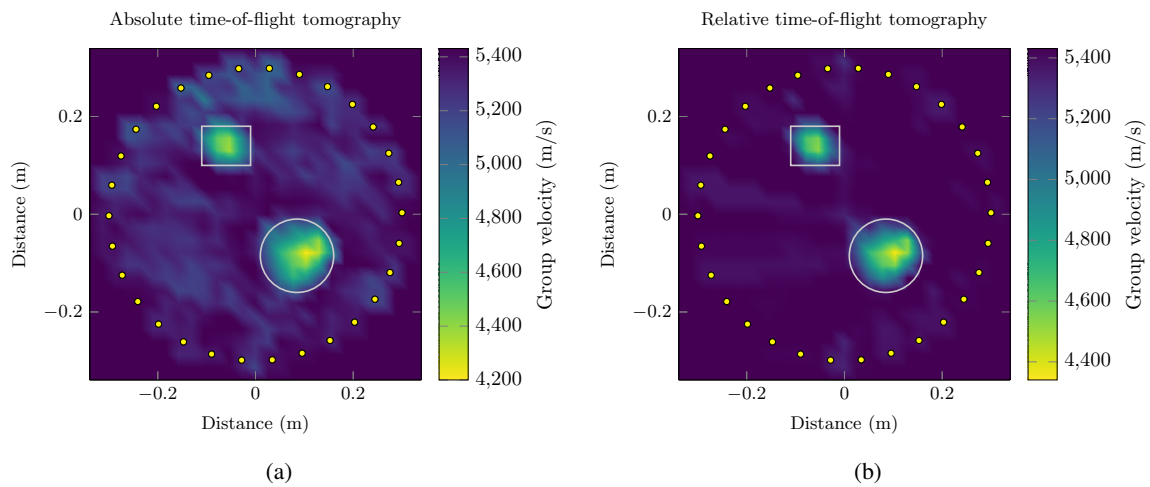 Absolute time-of-flight tomography
Distance (m)
0.2
0
−0.2
−0.2
0
0.2
Distance (m)
5,400
5,200
5,000
4,800
4,600
4,400
4,200
Group velocity (m/s)
(a)
Relative time-of-flight tomography
Distance (m)
0.2
0
−0.2
−0.2
0
0.2
Distance (m)
5,400
5,200
5,000
4,800
4,600
4,400
Group velocity (m/s)
(b)